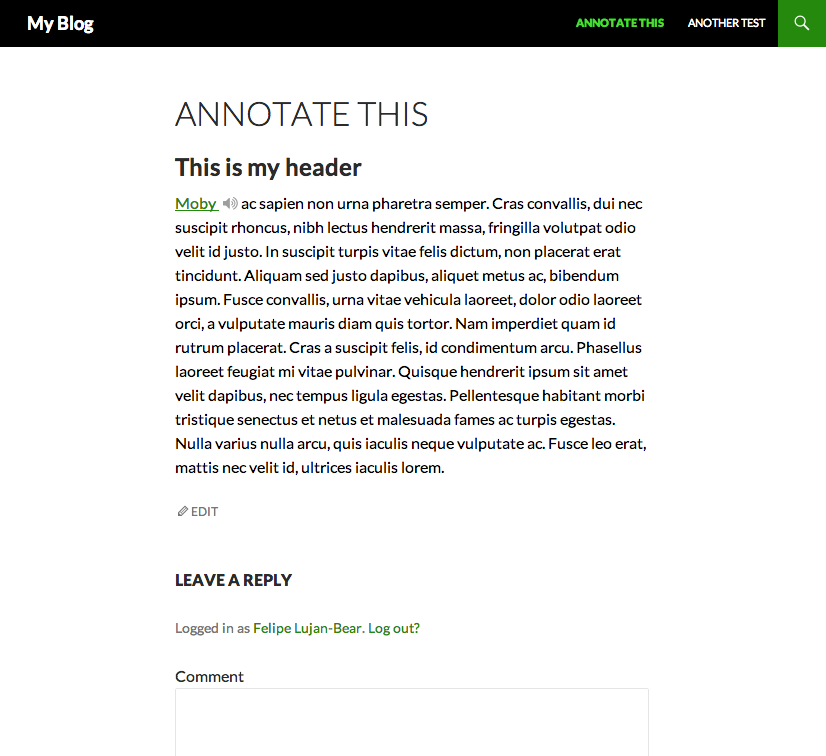 My Blog
ANNOTATE THIS
ANOTHER TEST
ANNOTATE THIS
This is my header
Moby ac sapien non urna pharetra semper. Cras convallis, dui nec
suscipit rhoncus, nibh lectus hendrerit massa, fringilla volutpat odio
velit id justo. In suscipit turpis vitae felis dictum, non placerat erat
tincidunt. Aliquam sed justo dapibus, aliquet metus ac, bibendum
ipsum. Fusce convallis, urna vitae vehicula laoreet, dolor odio laoreet
orci, a vulputate mauris diam quis tortor. Nam imperdiet quam id
rutrum placerat. Cras a suscipit felis, id condimentum arcu. Phasellus
laoreet feugiat mi vitae pulvinar. Quisque hendrerit ipsum sit amet
velit dapibus, nec tempus ligula egestas. Pellentesque habitant morbi
tristique senectus et netus et malesuada fames ac turpis egestas.
Nulla varius nulla arcu, quis iaculis neque vulputate ac. Fusce leo erat,
mattis nec velit id, ultrices iaculis lorem.
EDIT
LEAVE A REPLY
Logged in as Felipe Lujan-Bear. Log out?
Comment